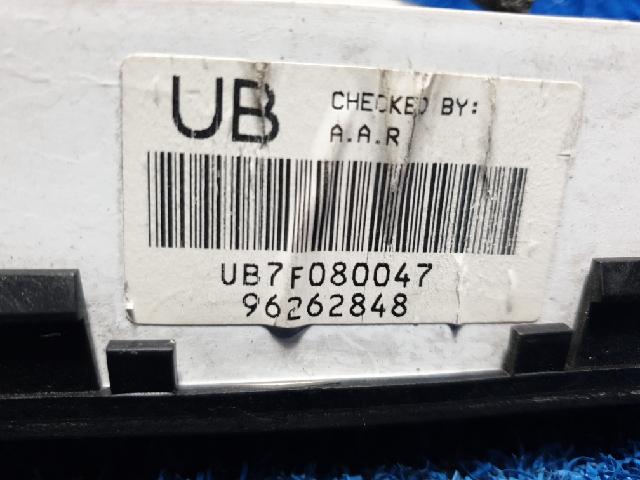 UB
CHECKED BY:
A.A.R
UB7F080047
96262848